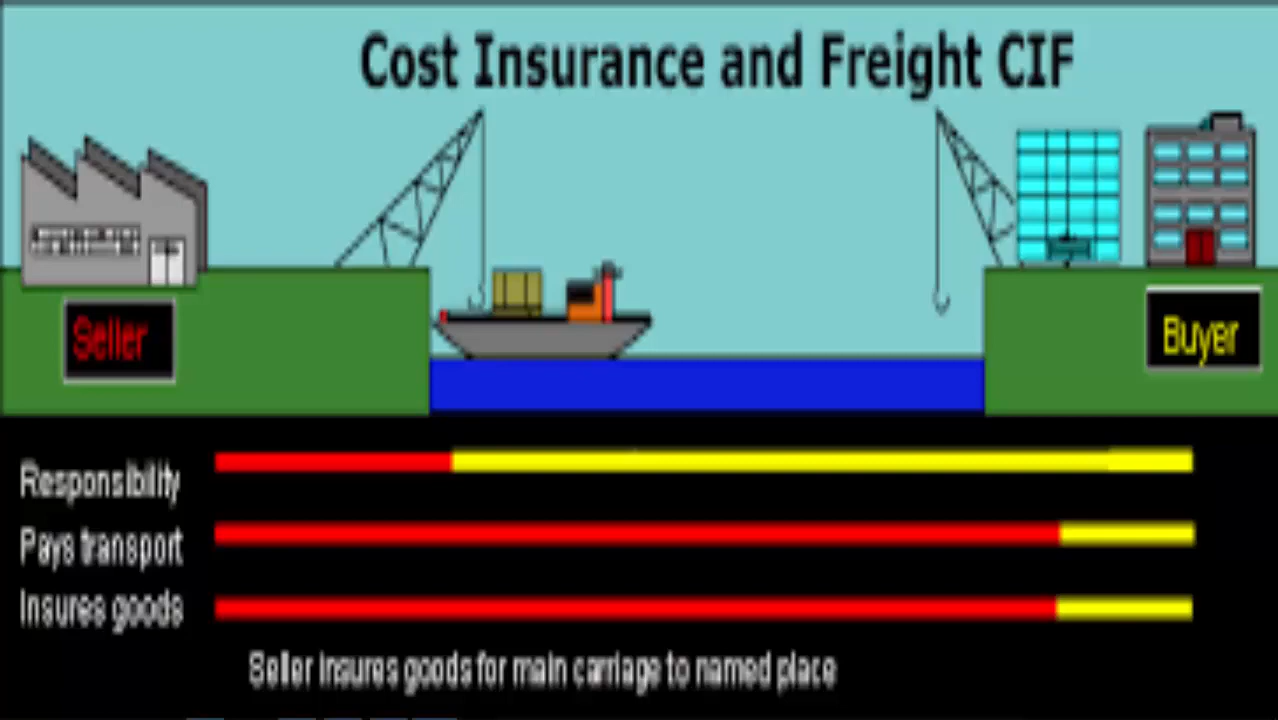 Cost Insurance and Freight CIF
Seller
Buyer
Responsibility
Pays transport
Insures goods
Seller insures goods for main carriage to named place